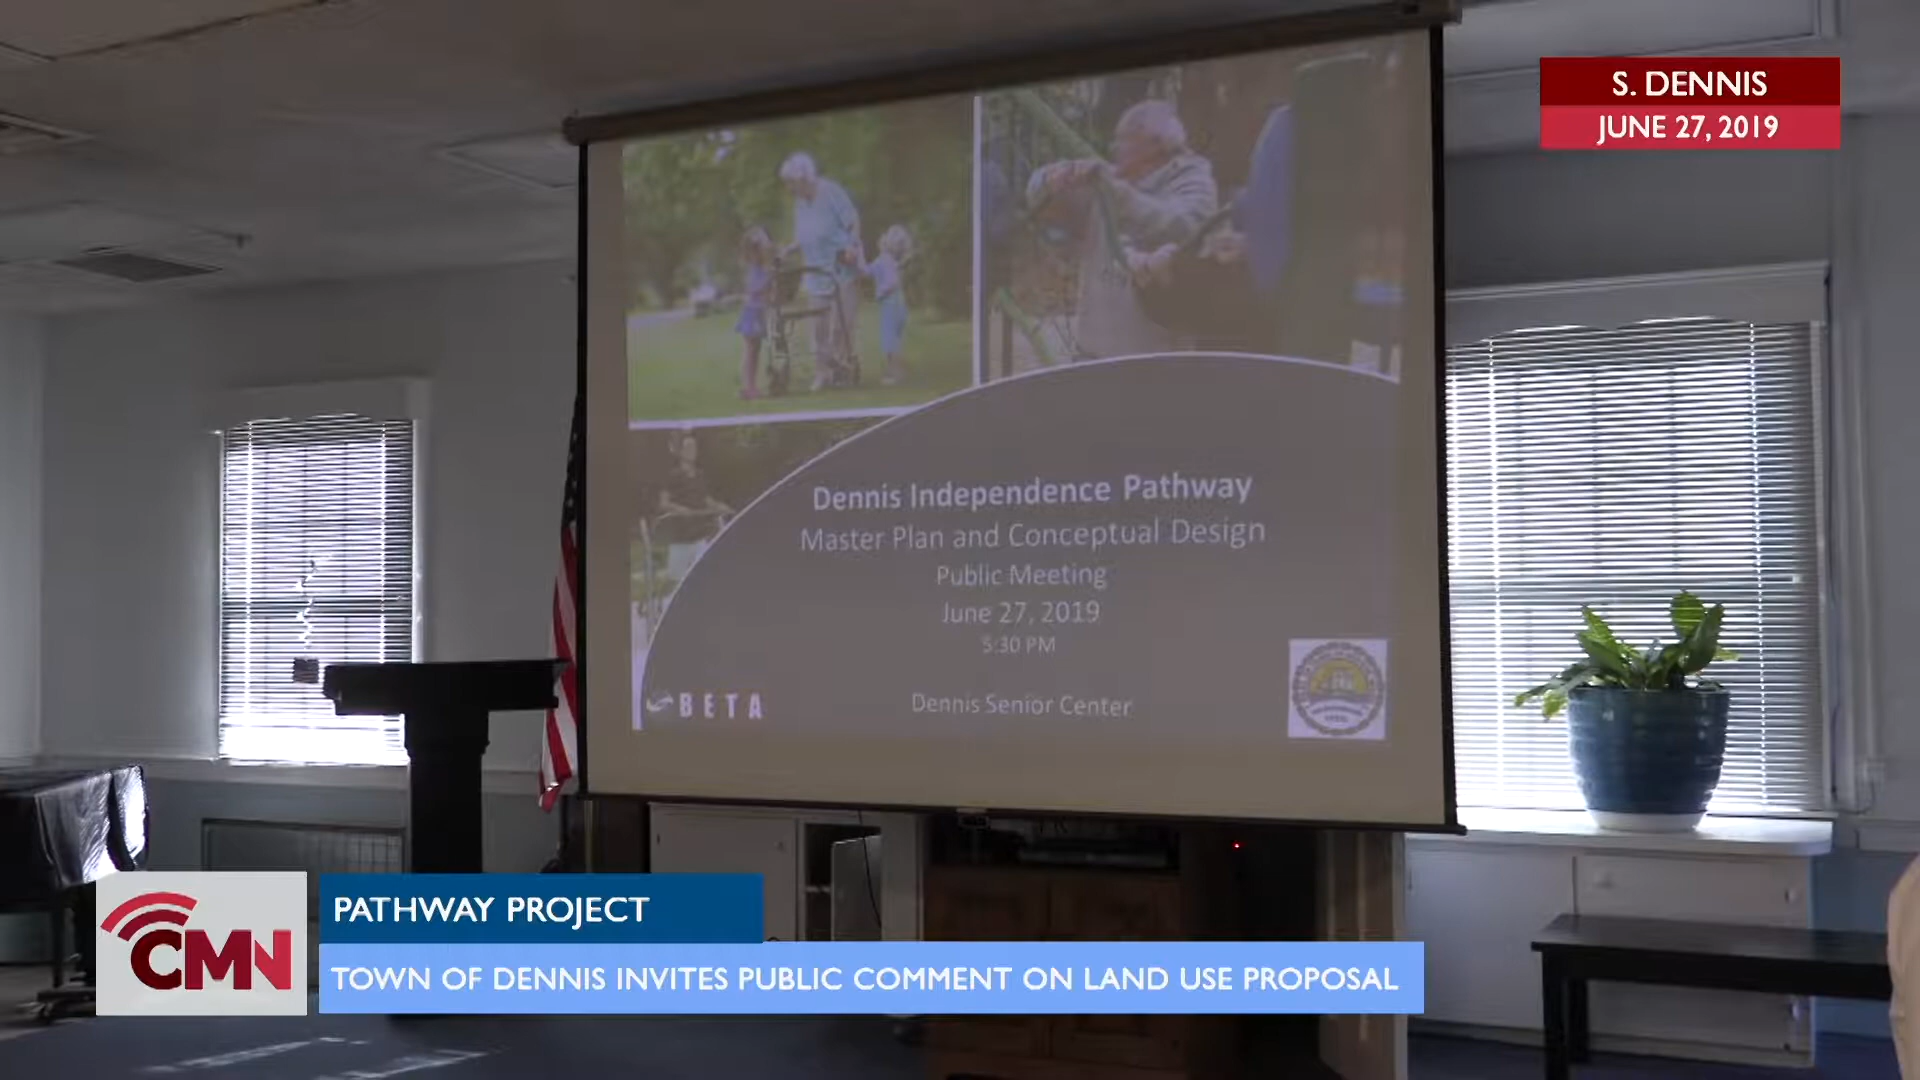 S. DENNIS
JUNE 27, 2019
Dennis Independence Pathway
Master Plan and Conceptual Design
Public Meeting
June 27, 2019
5:30 PM
Dennis Senior Center
BETA
PATHWAY PROJECT
CMN
TOWN OF DENNIS INVITES PUBLIC COMMENT ON LAND USE PROPOSAL